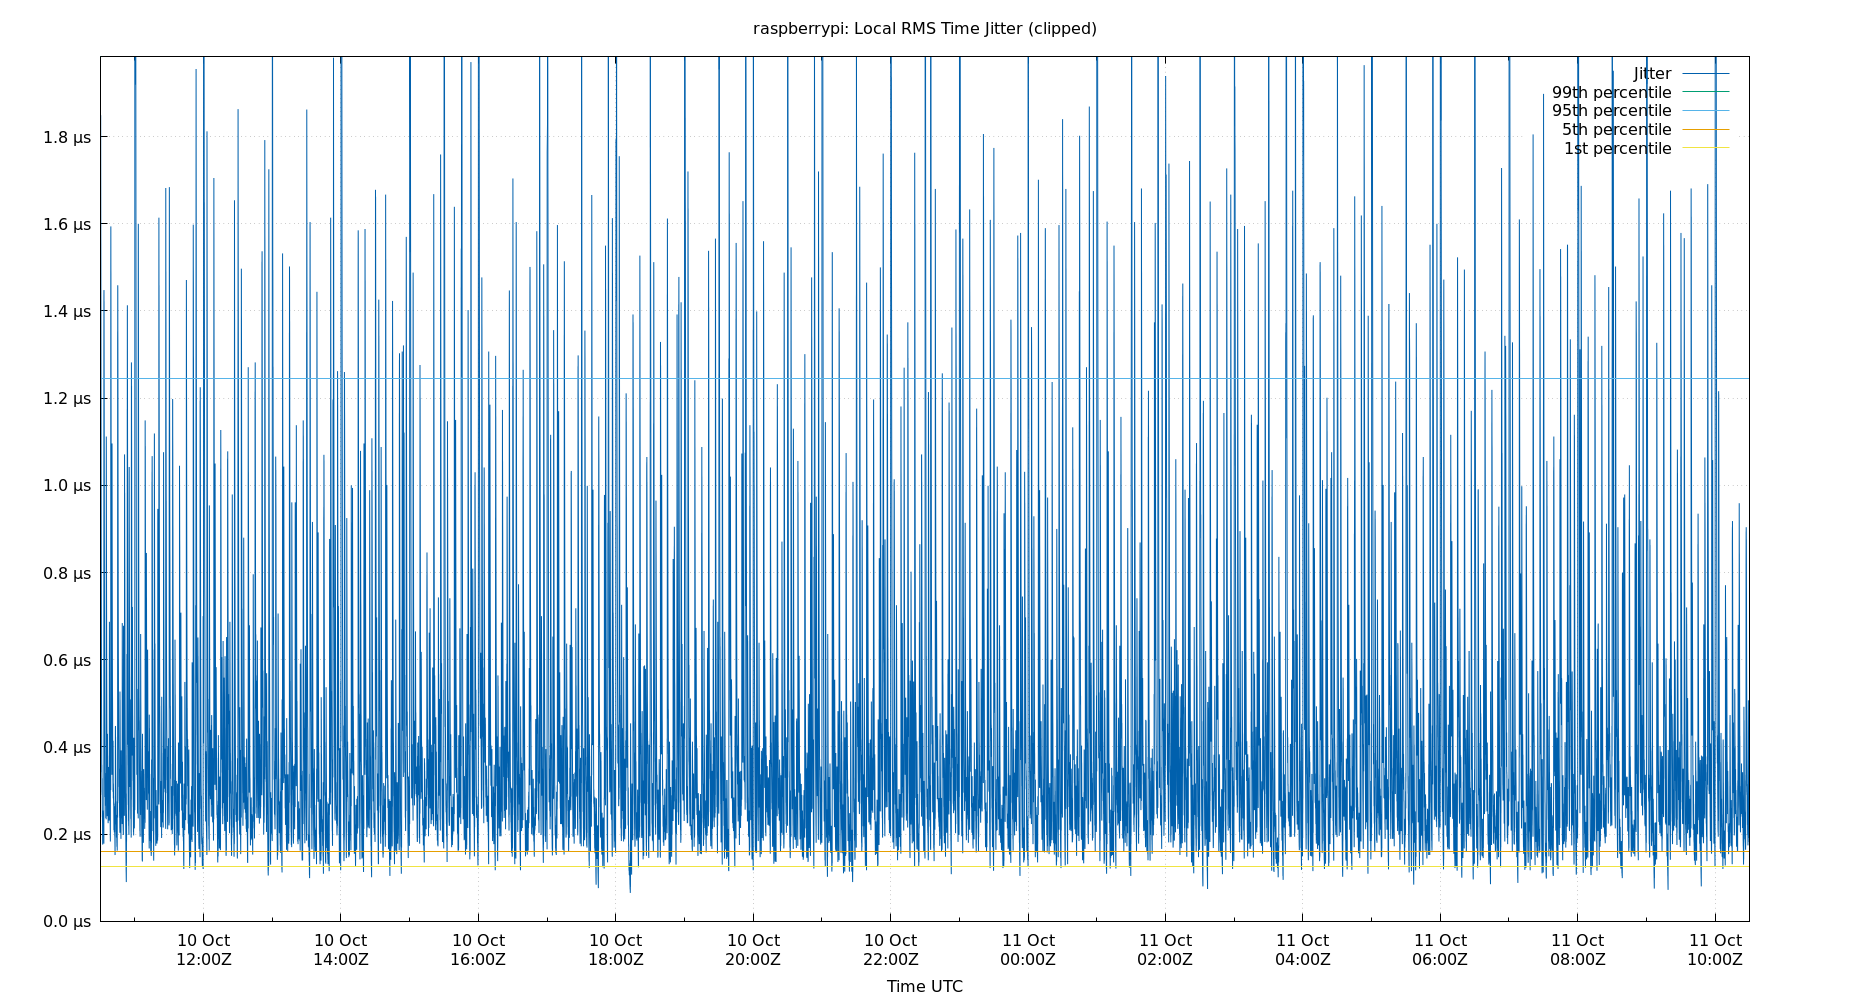 raspberrypi: Local RMS Time Jitter (clipped)
Jitter
99th percentile
95th percentile
5th percentile
1st percentile
1.8 µs
1.6 µs
1.4 µs
1.2 µs
1.0 µs
0.8 µs
0.6 µs
0.4 µs
0.2 µs
0.0 µs
10 Oct 10 Oct 10 Oct 10 Oct 10 Oct 10 Oct 11 Oct 11 Oct 11 Oct 11 Oct 11 Oct 11 Oct
12:00Z 14:00Z 16:00Z 18:00Z 20:00Z 22:00Z 00:00Z 02:00Z 04:00Z 06:00Z 08:00Z 10:00Z
Time UTC